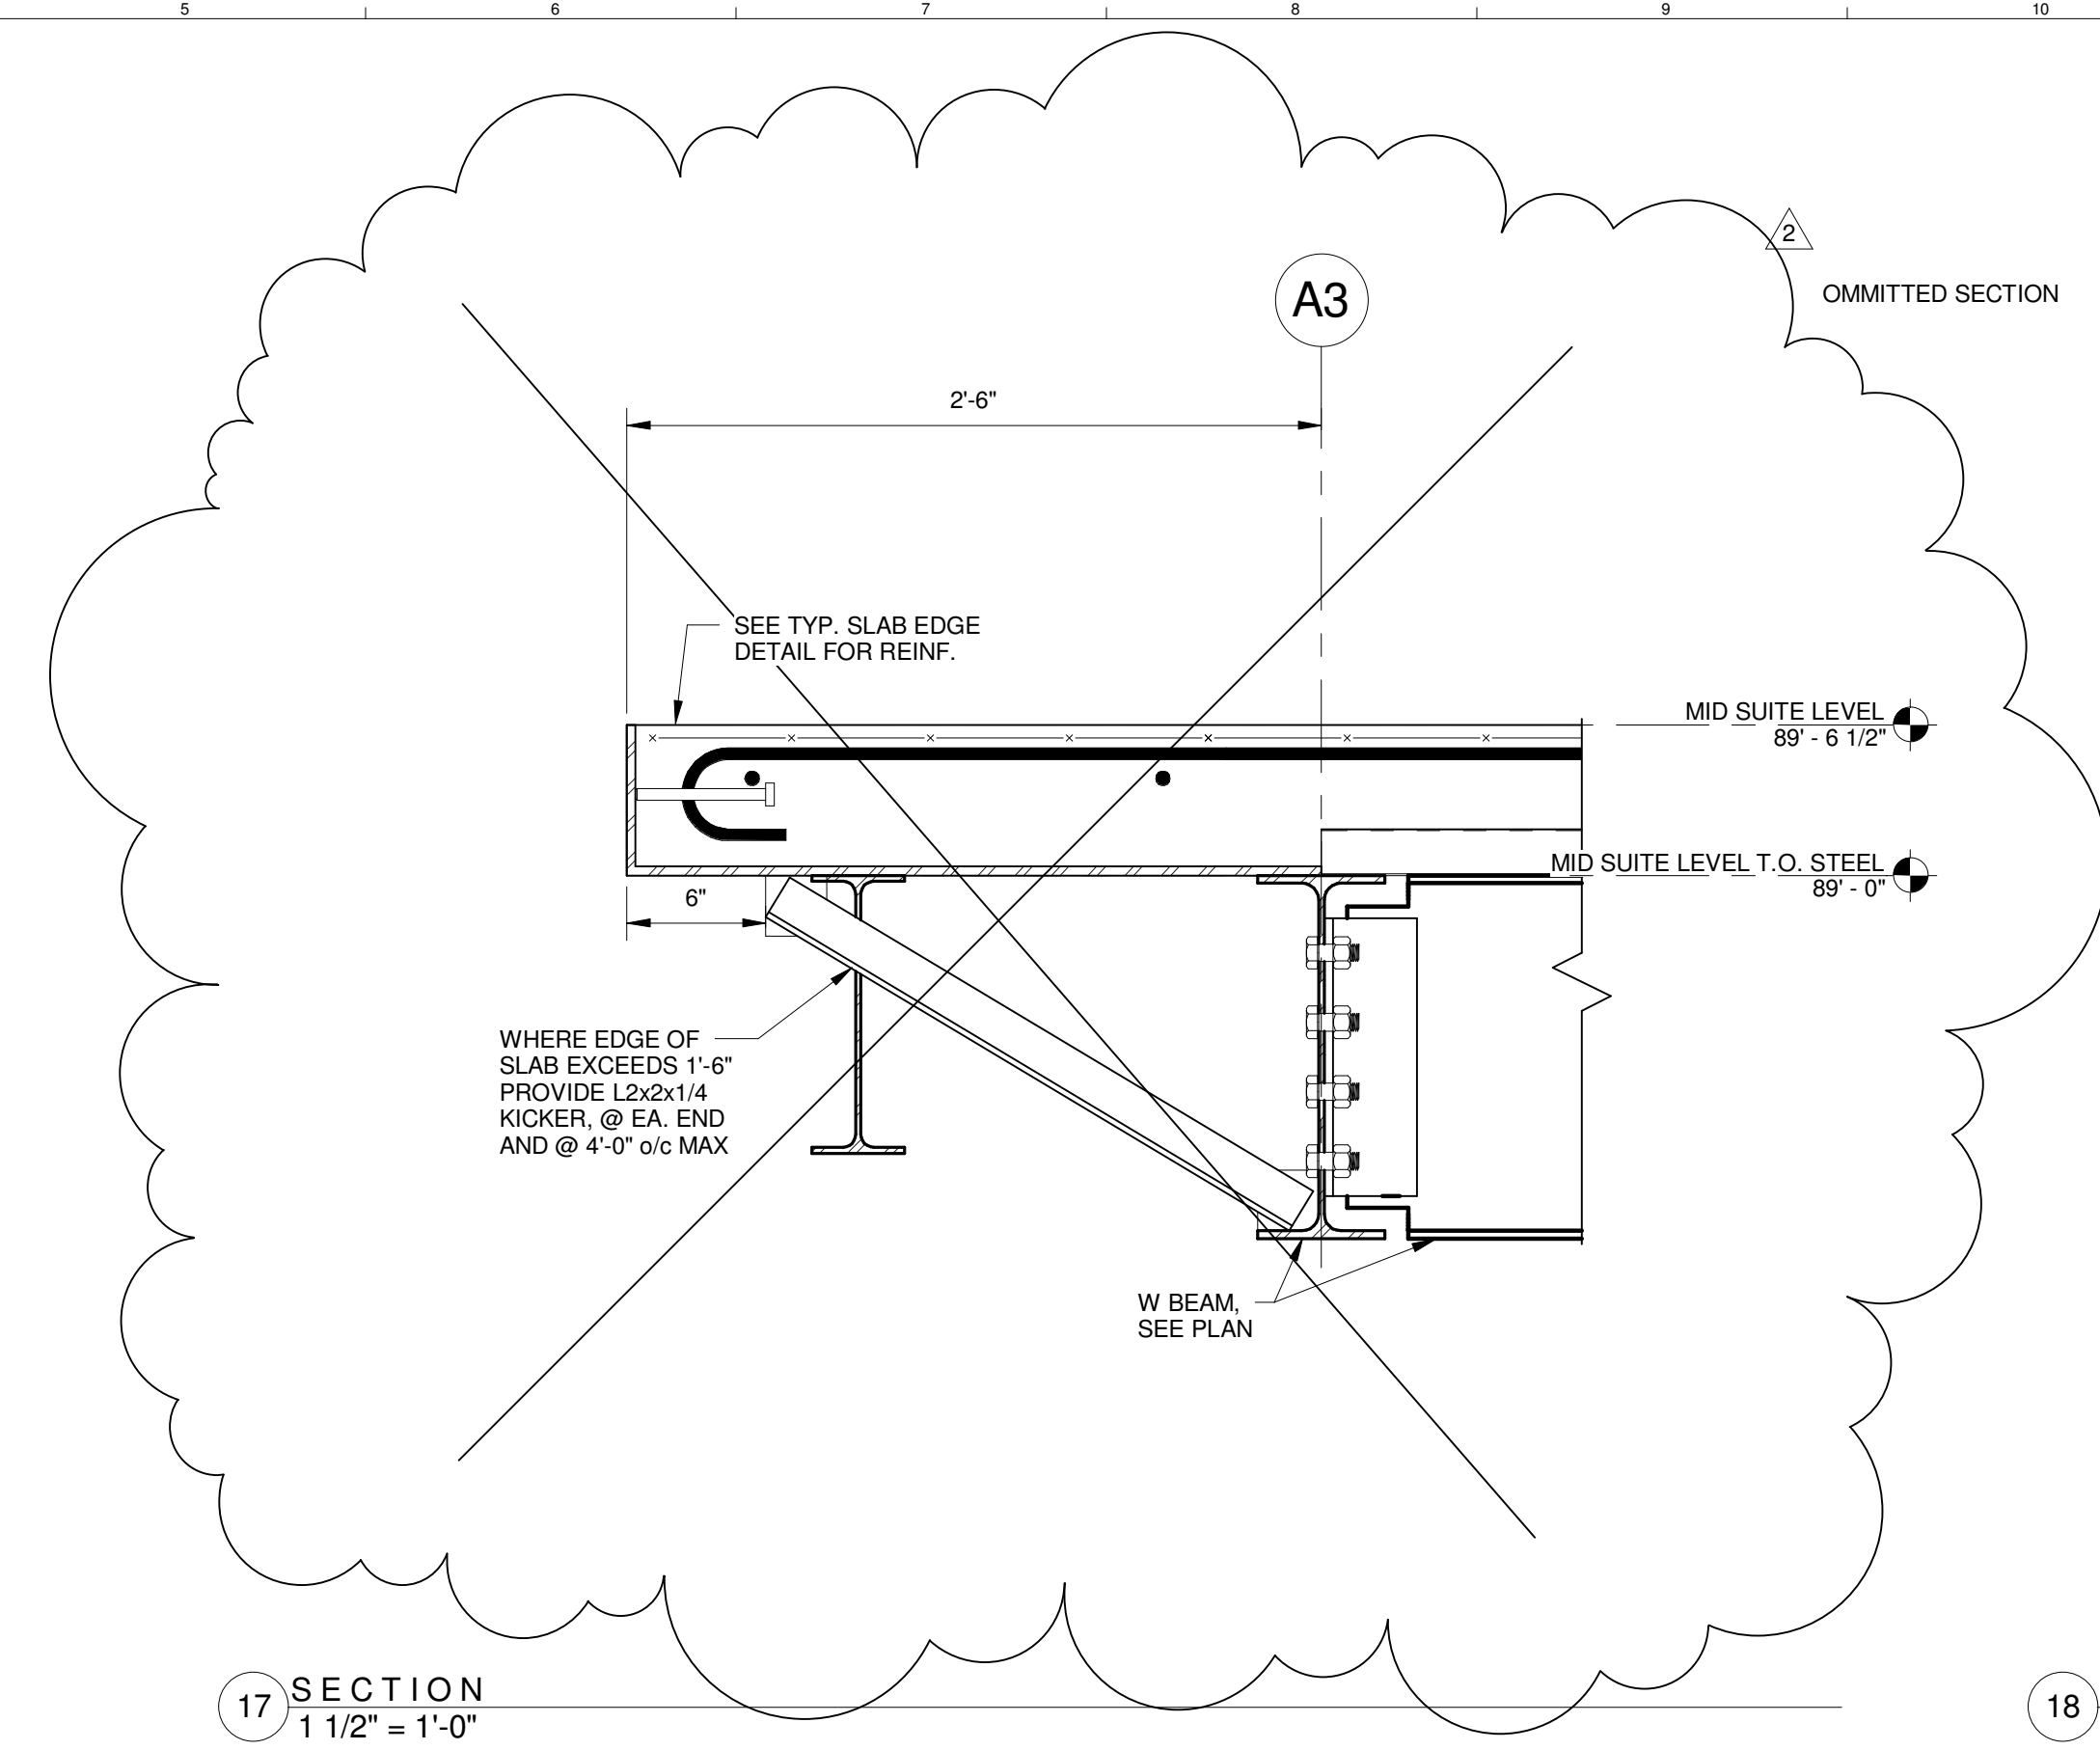 5 6 7 8 9 10
2
OMMITTED SECTION
A3
2'-6"
SEE TYP. SLAB EDGE
DETAIL FOR REINF.
MID SUITE LEVEL
89' - 6 1/2"
MID SUITE LEVEL T.O. STEEL
89' - 0"
6"
WHERE EDGE OF
SLAB EXCEEDS 1'-6"
PROVIDE L2x2x1/4
KICKER, @ EA. END
AND @ 4'-0" o/c MAX
W BEAM,
SEE PLAN
17 SECTION
1 1/2" = 1'-0"
18